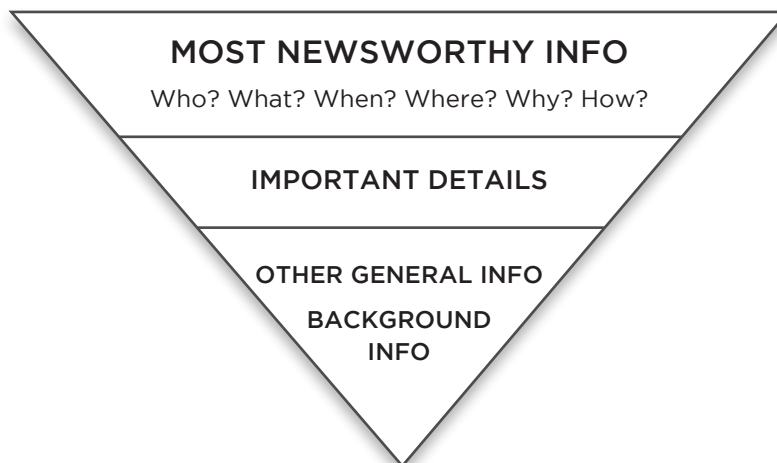 MOST NEWSWORTHY INFO
Who? What? When? Where? Why? How?
IMPORTANT DETAILS
OTHER GENERAL INFO
BACKGROUND
INFO